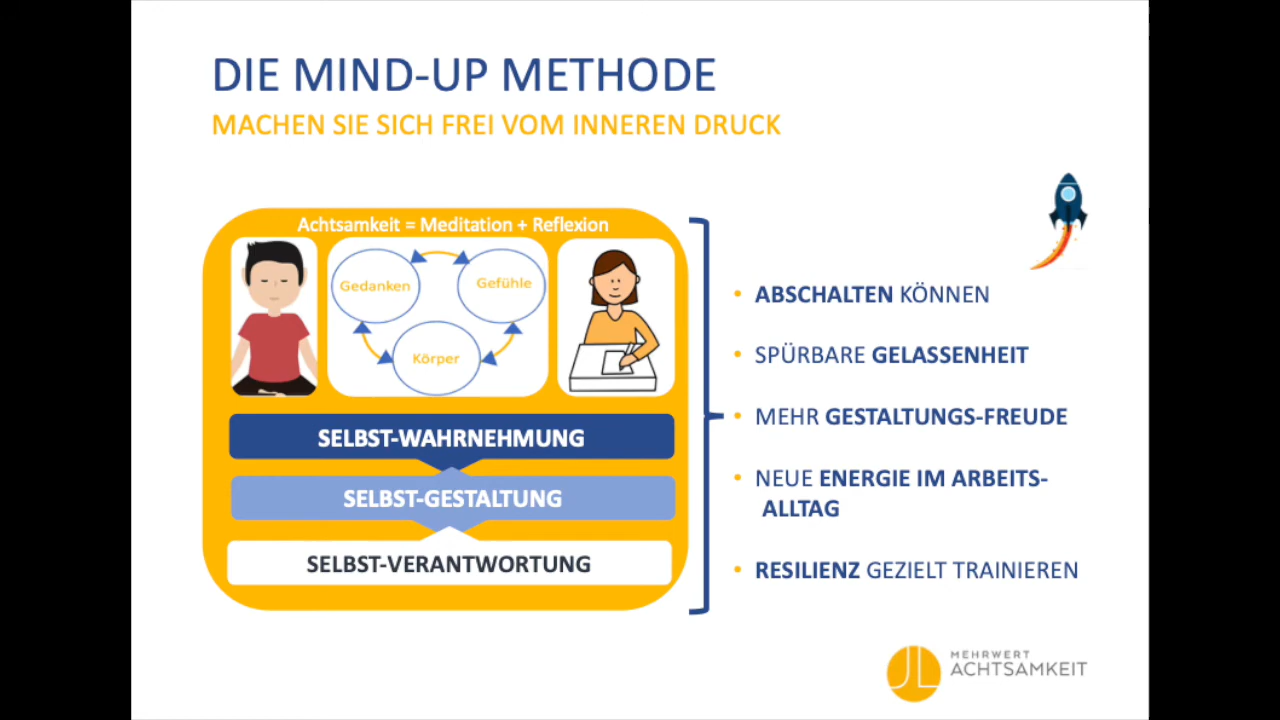 DIE MIND-UP METHODE
MACHEN SIE SICH FREI VOM INNEREN DRUCK
Achtsamkeit = Meditation + Reflexion
Gedanken
Gefühle
Körper
SELBST-WAHRNEHMUNG
SELBST-GESTALTUNG
SELBST-VERANTWORTUNG
• ABSCHALTEN KÖNNEN
• SPÜRBARE GELASSENHEIT
• MEHR GESTALTUNGS-FREUDE
• NEUE ENERGIE IM ARBEITS-
ALLTAG
• RESILIENZ GEZIELT TRAINIEREN
JL
MEHRWERT
ACHTSAMKEIT